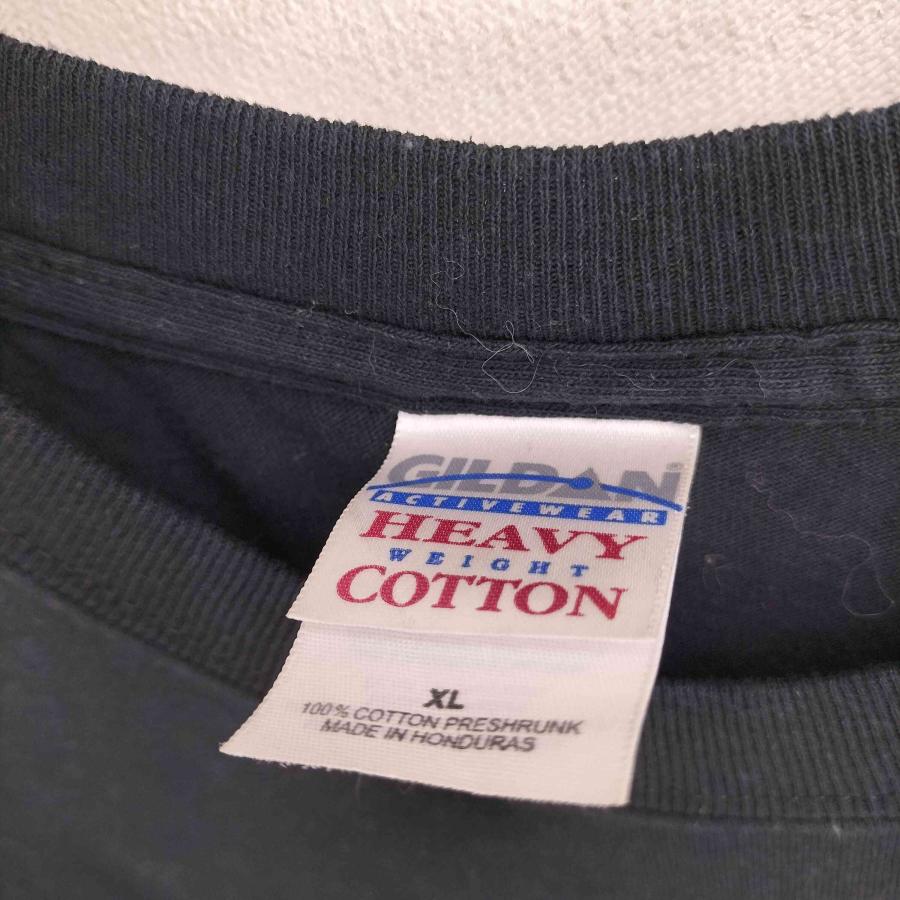 GILDAN®
ACTIVEWEAR
HEAVY
WEIGHT
COTTON
XL
100% COTTON PRESHRUNK
MADE IN HONDURAS